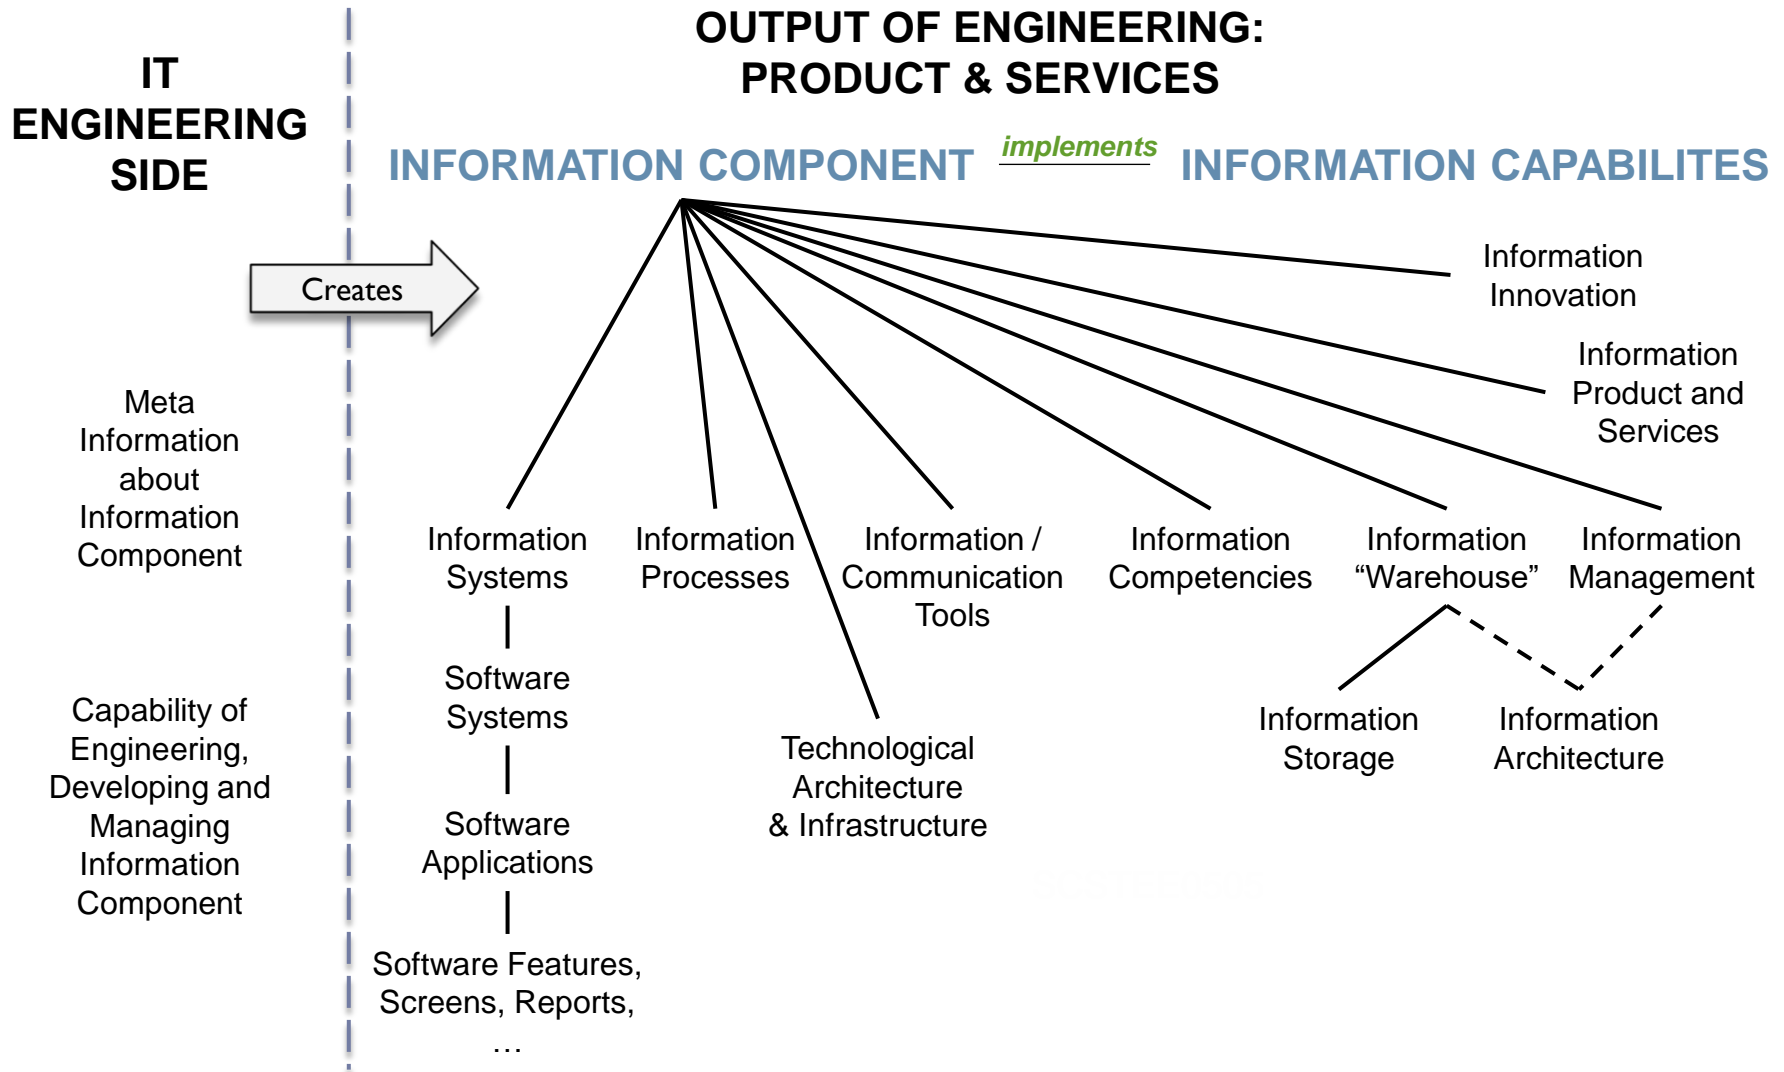 IT
ENGINEERING
SIDE
OUTPUT OF ENGINEERING:
PRODUCT & SERVICES
INFORMATION COMPONENT
implements
INFORMATION CAPABILITES
Creates
Meta
Information
about
Information
Component
Capability of
Engineering,
Developing and
Managing
Information
Component
Information
Innovation
Information
Product and
Services
Information
Systems
Information
Processes
Information /
Communication
Tools
Information
Competencies
Information
“Warehouse”
Information
Management
Software
Systems
Technological
Architecture
& Infrastructure
Information
Storage
Information
Architecture
Software
Applications
Software Features,
Screens, Reports,
…